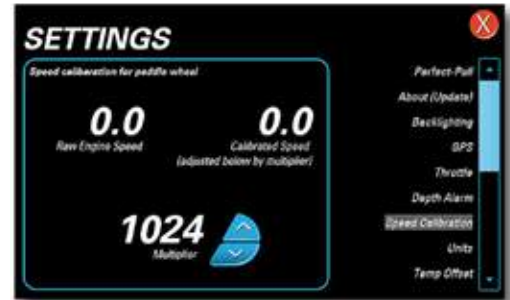 SETTINGS
Speed caliberation for paddle wheel
0.0
Raw Engine Speed
0.0
Calibrated Speed
(adjusted below by multiplier)
1024
Multiplier
X
Perfect-Pull
About (Update)
Backlighting
GPS
Throttle
Depth Alarm
Speed Calibration
Units
Temp Offset